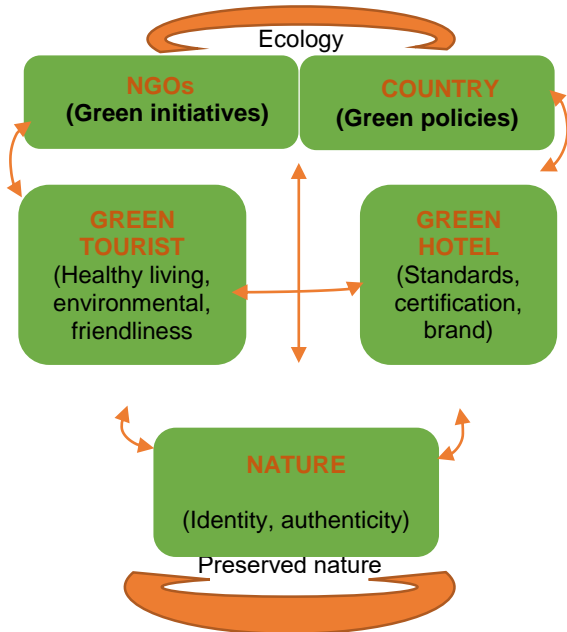 Ecology
NGOs
(Green initiatives)
COUNTRY
(Green policies)
GREEN
TOURIST
(Healthy living,
environmental,
friendliness
GREEN
HOTEL
(Standards,
certification,
brand)
NATURE
(Identity, authenticity)
Preserved nature